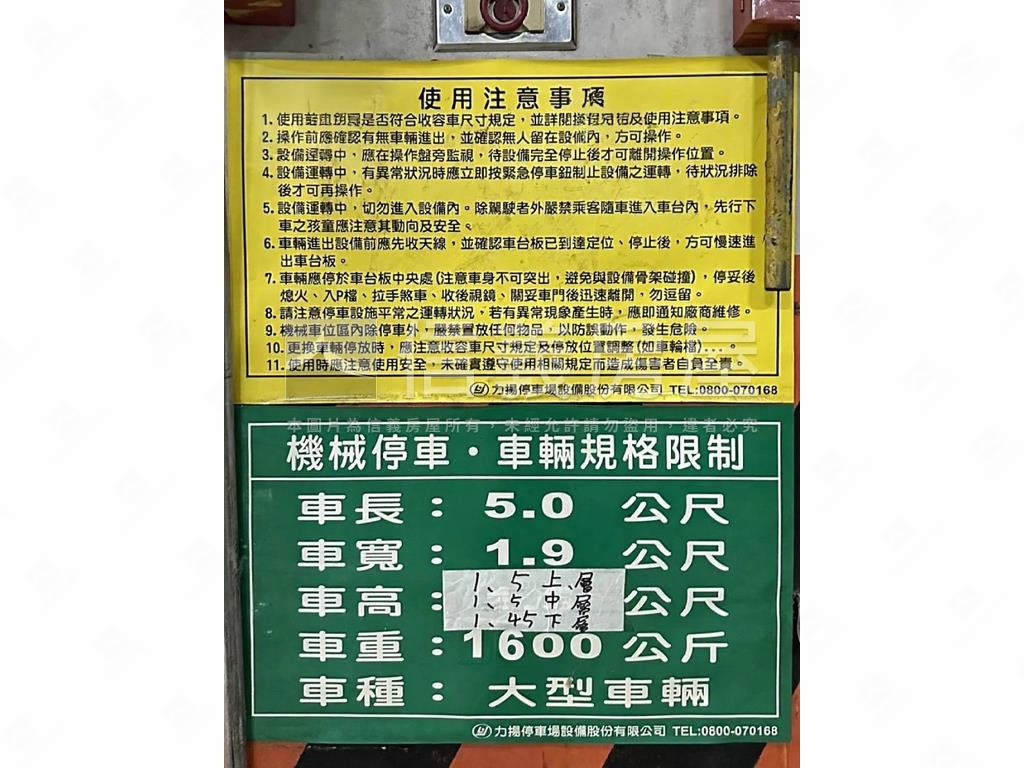 使用注意事項
1. 使用前車輛是否符合收容車尺寸規定，並詳閱操作說明及使用注意事項。
2. 操作前應確認有無車輛進出，並確認無人留在設備內，方可操作。
3. 設備運轉中，應在操作盤旁監視，待設備完全停止後才可離開操作位置。
4. 設備運轉中，有異常狀況時應立即按緊急停車鈕制止設備之運轉，待狀況排除
後才可再操作。
5. 設備運轉中，切勿進入設備內。除駕駛者外嚴禁乘客隨車進入車台內，先行下
車之孩童應注意其動向及安全。
6. 車輛進出設備前應先收天線，並確認車台板已到達定位、停止後，方可慢速進
出車台板。
7. 車輛應停於車台板中央處(注意車身不可突出，避免與設備骨架碰撞)，停妥後
熄火、入P檔、拉手煞車、收後視鏡、關妥車門後迅速離開，勿逗留。
8. 請注意停車設施平常之運轉狀況，若有異常現象產生時，應即通知廠商維修。
9. 機械車位區內除停車外，嚴禁置放任何物品，以防誤動作，發生危險。
10. 更換車輛停放時，應注意收容車尺寸規定及停放位置調整(如車輪檔)...。
11. 使用時應注意使用安全，未確實遵守使用相關規定而造成傷害者自負全責。
力揚停車場設備股份有限公司 TEL:0800-070168
信義房屋
本圖片為信義房屋所有，未經允許請勿盜用，違者必究
機械停車・車輛規格限制
車長：5.0 公尺
車寬：1.9 公尺
車高： 公尺
1、5 上層
1、5 中層
1、45 下層
車重：1600 公斤
車種：大型車輛
力揚停車場設備股份有限公司 TEL:0800-070168